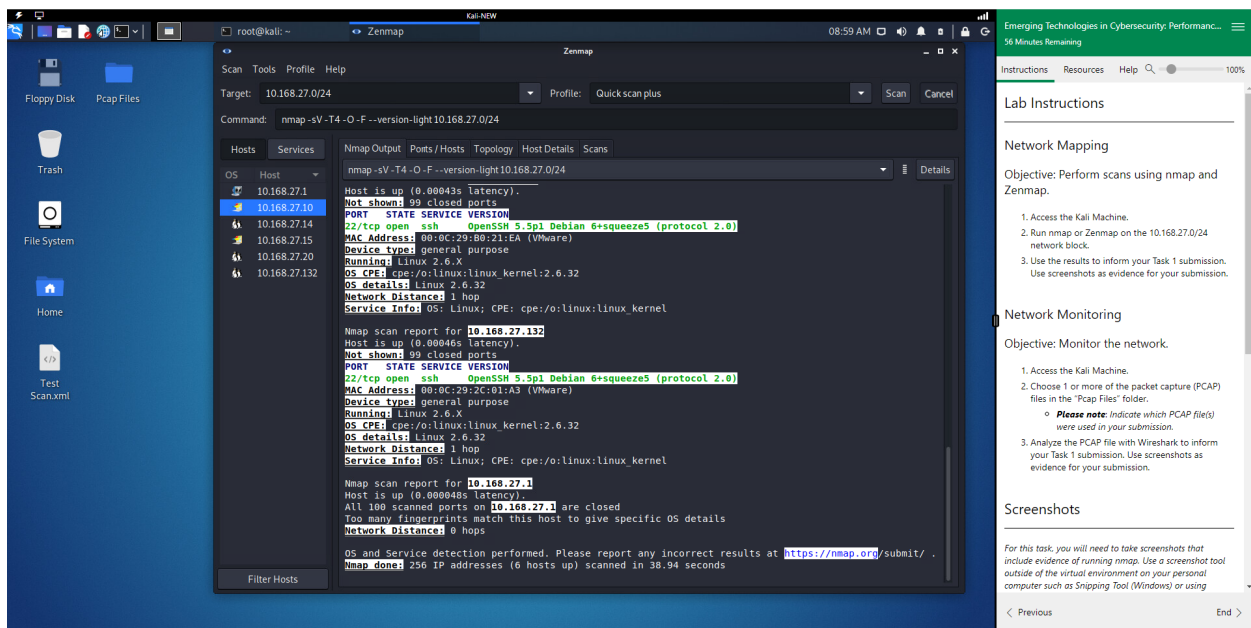 Kali-NEW
root@kali: ~
Zenmap
08:59 AM
Zenmap
Scan Tools Profile Help
Target: 10.168.27.0/24 Profile: Quick scan plus Scan Cancel
Command: nmap -sV -T4 -O -F --version-light 10.168.27.0/24
Hosts Services
Nmap Output Ports / Hosts Topology Host Details Scans
OS Host
nmap -sV -T4 -O -F --version-light 10.168.27.0/24 Details
10.168.27.1
10.168.27.10
10.168.27.14
10.168.27.15
10.168.27.20
10.168.27.132
Filter Hosts
Host is up (0.00043s latency).
Not shown: 99 closed ports
PORT STATE SERVICE VERSION
22/tcp open ssh OpenSSH 5.5p1 Debian 6+squeeze5 (protocol 2.0)
MAC Address: 00:0C:29:B0:21:EA (VMware)
Device type: general purpose
Running: Linux 2.6.X
OS CPE: cpe:/o:linux:linux_kernel:2.6.32
OS details: Linux 2.6.32
Network Distance: 1 hop
Service Info: OS: Linux; CPE: cpe:/o:linux:linux_kernel
Nmap scan report for 10.168.27.132
Host is up (0.00046s latency).
Not shown: 99 closed ports
PORT STATE SERVICE VERSION
22/tcp open ssh OpenSSH 5.5p1 Debian 6+squeeze5 (protocol 2.0)
MAC Address: 00:0C:29:2C:01:A3 (VMware)
Device type: general purpose
Running: Linux 2.6.X
OS CPE: cpe:/o:linux:linux_kernel:2.6.32
OS details: Linux 2.6.32
Network Distance: 1 hop
Service Info: OS: Linux; CPE: cpe:/o:linux:linux_kernel
Nmap scan report for 10.168.27.1
Host is up (0.000048s latency).
All 100 scanned ports on 10.168.27.1 are closed
Too many fingerprints match this host to give specific OS details
Network Distance: 0 hops
OS and Service detection performed. Please report any incorrect results at https://nmap.org/submit/ .
Nmap done: 256 IP addresses (6 hosts up) scanned in 38.94 seconds
Floppy Disk
Pcap Files
Trash
File System
Home
Test
Scan.xml
Emerging Technologies in Cybersecurity: Performanc...
56 Minutes Remaining
Instructions Resources Help 100%
Lab Instructions
Network Mapping
Objective: Perform scans using nmap and
Zenmap.
1. Access the Kali Machine.
2. Run nmap or Zenmap on the 10.168.27.0/24
network block.
3. Use the results to inform your Task 1 submission.
Use screenshots as evidence for your submission.
Network Monitoring
Objective: Monitor the network.
1. Access the Kali Machine.
2. Choose 1 or more of the packet capture (PCAP)
files in the "Pcap Files" folder.
Please note: Indicate which PCAP file(s)
were used in your submission.
3. Analyze the PCAP file with Wireshark to inform
your Task 1 submission. Use screenshots as
evidence for your submission.
Screenshots
For this task, you will need to take screenshots that
include evidence of running nmap. Use a screenshot tool
outside of the virtual environment on your personal
computer such as Snipping Tool (Windows) or using
Previous End